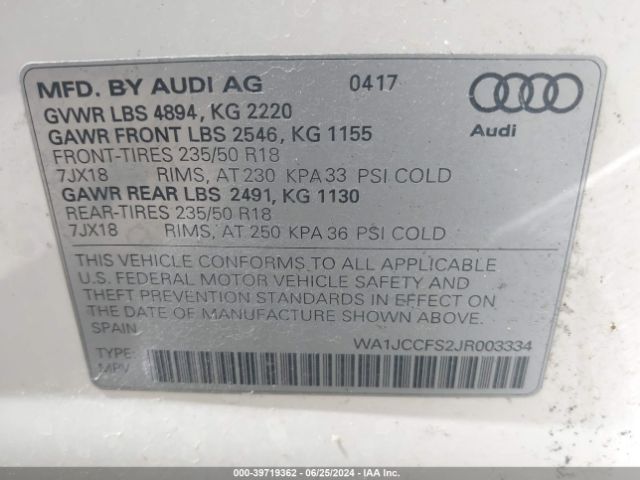 MFD. BY AUDI AG 0417
GVWR LBS 4894, KG 2220
GAWR FRONT LBS 2546, KG 1155
FRONT-TIRES 235/50 R18
7JX18 RIMS, AT 230 KPA 33 PSI COLD
GAWR REAR LBS 2491, KG 1130
REAR-TIRES 235/50 R18
7JX18 RIMS, AT 250 KPA 36 PSI COLD
Audi
THIS VEHICLE CONFORMS TO ALL APPLICABLE
U.S. FEDERAL MOTOR VEHICLE SAFETY AND
THEFT PREVENTION STANDARDS IN EFFECT ON
THE DATE OF MANUFACTURE SHOWN ABOVE.
SPAIN
WA1JCCFS2JR003334
TYPE:
MPV
000-39719362 - 06/25/2024 - IAA Inc.